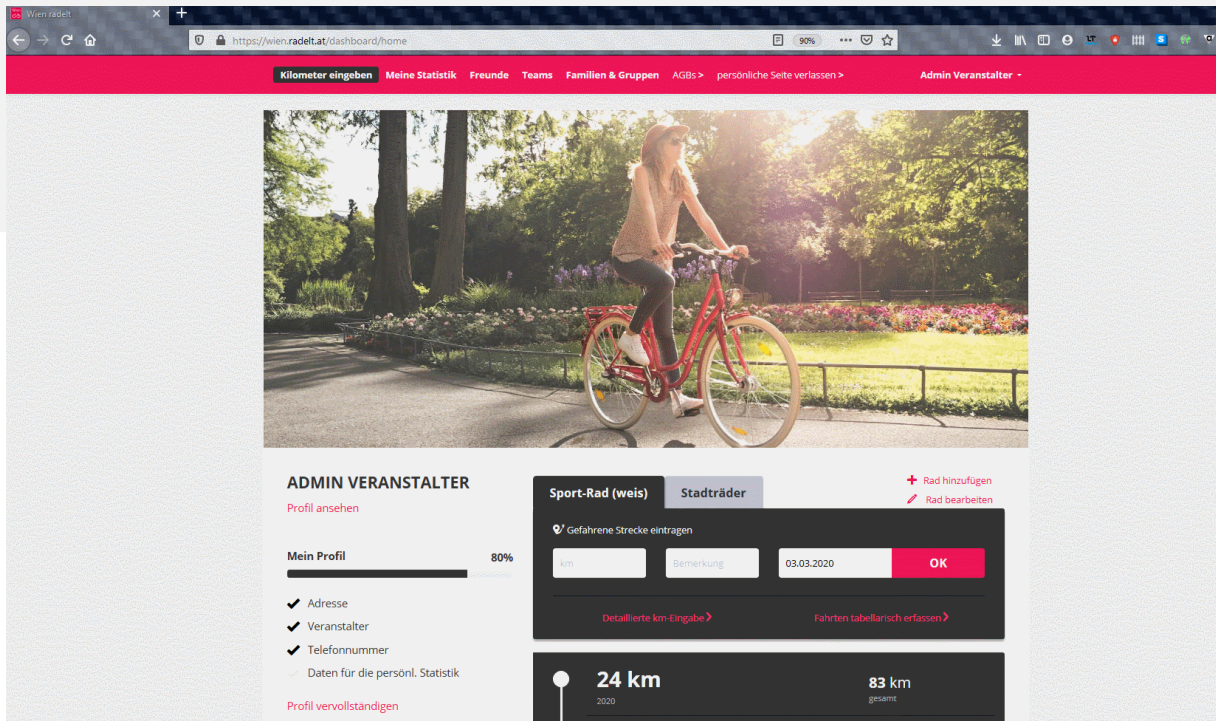 Wien radelt
https://wien.radelt.at/dashboard/home
90%
Kilometer eingeben Meine Statistik Freunde Teams Familien & Gruppen AGBs > persönliche Seite verlassen > Admin Veranstalter
ADMIN VERANSTALTER
Profil ansehen
Mein Profil 80%
Adresse
Veranstalter
Telefonnummer
Daten für die persönl. Statistik
Profil vervollständigen
Sport-Rad (weis) Stadträder
Rad hinzufügen
Rad bearbeiten
Gefahrene Strecke eintragen
km Bemerkung 03.03.2020 OK
Detaillierte km-Eingabe > Fahrten tabellarisch erfassen >
24 km 83 km
2020 gesamt